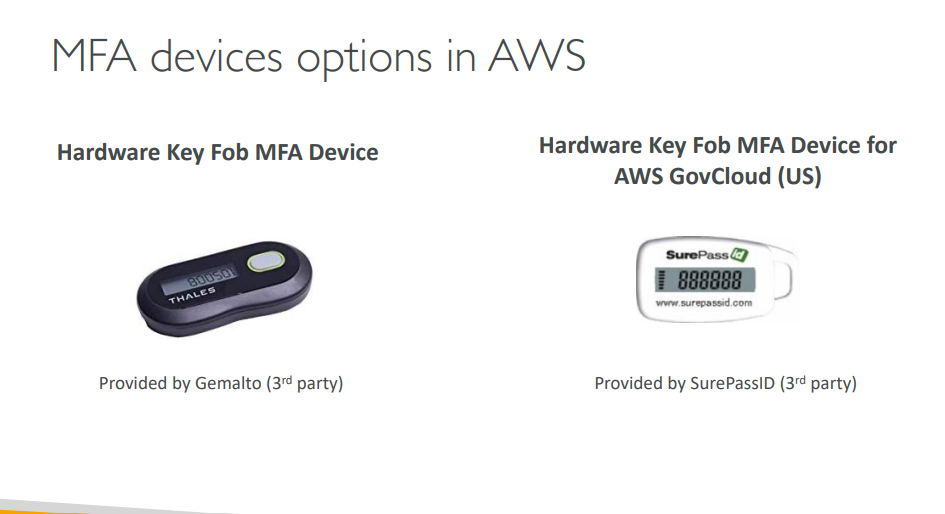 MFA devices options in AWS
Hardware Key Fob MFA Device
Hardware Key Fob MFA Device for
AWS GovCloud (US)
THALES
SurePass id
888888
www.surepassid.com
Provided by Gemalto (3rd party)
Provided by SurePassID (3rd party)